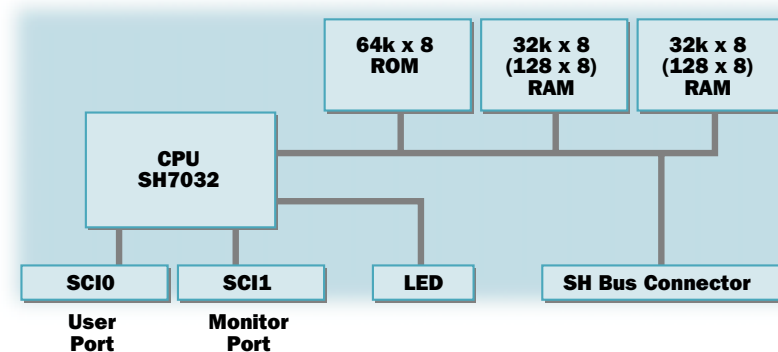 64k x 8
ROM
32k x 8
(128 x 8)
RAM
32k x 8
(128 x 8)
RAM
CPU
SH7032
SCI0
SCI1
LED
SH Bus Connector
User
Port
Monitor
Port